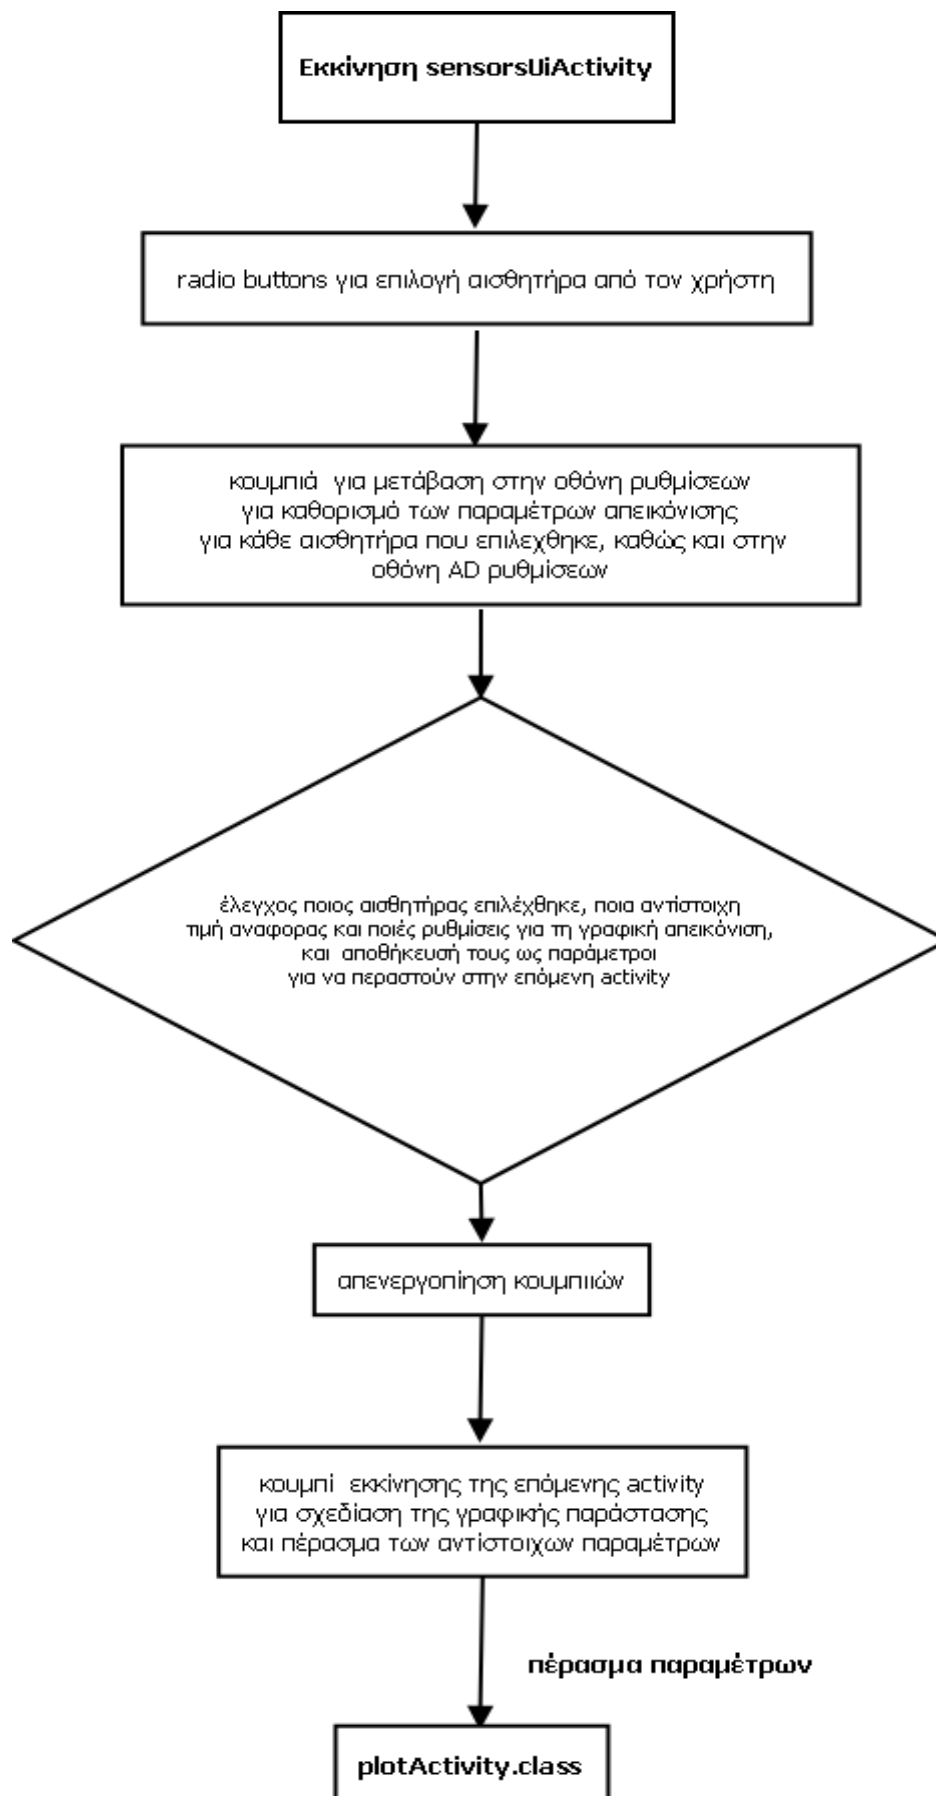 Εκκίνηση sensorsUiActivity
radio buttons για επιλογή αισθητήρα από τον χρήστη
κουμπιά για μετάβαση στην οθόνη ρυθμίσεων
για καθορισμό των παραμέτρων απεικόνισης
για κάθε αισθητήρα που επιλεχθηκε, καθώς και στην
οθόνη AD ρυθμίσεων
έλεγχος ποιος αισθητήρας επιλέχθηκε, ποια αντίστοιχη
τιμή αναφορας και ποιές ρυθμίσεις για τη γραφική απεικόνιση,
και αποθήκευσή τους ως παράμετροι
για να περαστούν στην επόμενη activity
απενεργοπίηση κουμπιιών
κουμπί εκκίνησης της επόμενης activity
για σχεδίαση της γραφικής παράστασης
και πέρασμα των αντίστοιχων παραμέτρων
πέρασμα παραμέτρων
plotActivity.class